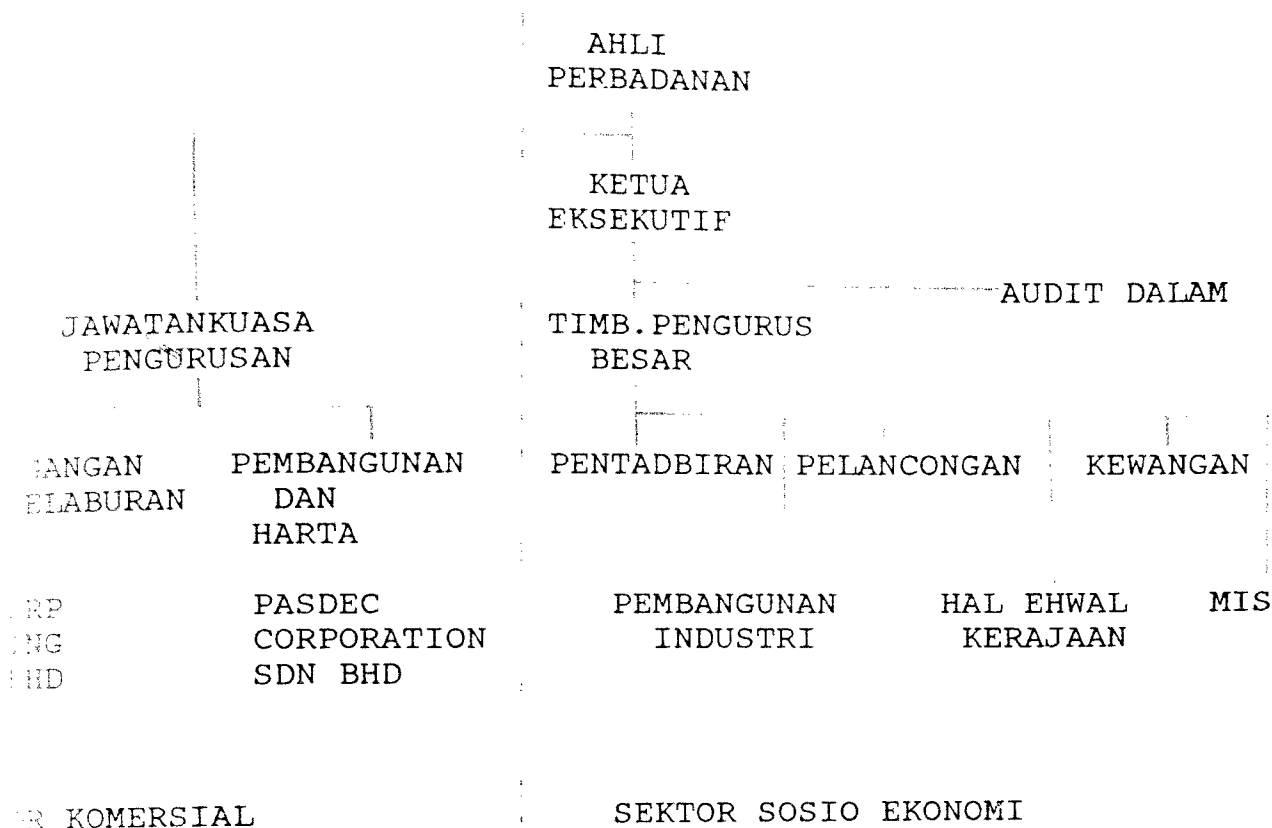 AHLI
PERBADANAN
KETUA
EKSEKUTIF
AUDIT DALAM
JAWATANKUASA
PENGURUSAN
TIMB.PENGURUS
BESAR
PEMBANGUNAN
DAN
HARTA
PENTADBIRAN
PELANCONGAN
KEWANGAN
PASDEC
CORPORATION
SDN BHD
PEMBANGUNAN
INDUSTRI
HAL EHWAL
KERAJAAN
MIS
KOMERSIAL
SEKTOR SOSIO EKONOMI